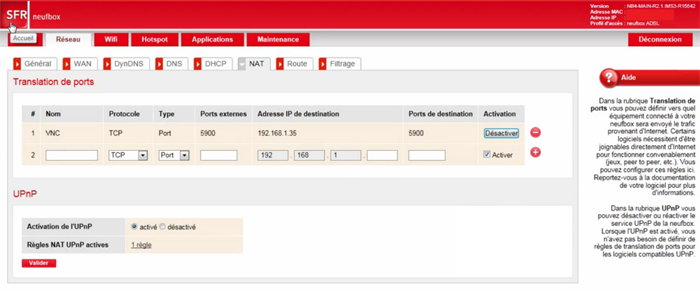 SFR neufbox
Version : NB4-MAIN-R2.1.IMS3-R15542
Adresse MAC :
Adresse IP :
Profil d'accès : neufbox ADSL
Accueil Réseau Wifi Hotspot Applications Maintenance Déconnexion
Général WAN DynDNS DNS DHCP NAT Route Filtrage
Translation de ports
# Nom Protocole Type Ports externes Adresse IP de destination Ports de destination Activation
1 VNC TCP Port 5900 192.168.1.35 5900 Désactiver
2 TCP Port 192 . 168 . 1 . Activer
UPnP
Activation de l'UPnP activé désactivé
Règles NAT UPnP actives 1 règle
Valider
? Aide
Dans la rubrique Translation de
ports vous pouvez définir vers quel
équipement connecté à votre
neufbox sera envoyé le trafic
provenant d'Internet. Certains
logiciels nécessitent d'être
joignables directement d'Internet
pour fonctionner convenablement
(jeux, peer to peer, etc.). Vous
pouvez configurer ces règles ici.
Reportez-vous à la documentation
de votre logiciel pour plus
d'informations.
Dans la rubrique UPnP vous
pouvez désactiver ou réactiver le
service UPnP de la neufbox.
Lorsque l'UPnP est activé, vous
n'avez pas besoin de définir de
règles de translation de ports pour
les logiciels compatibles UPnP.